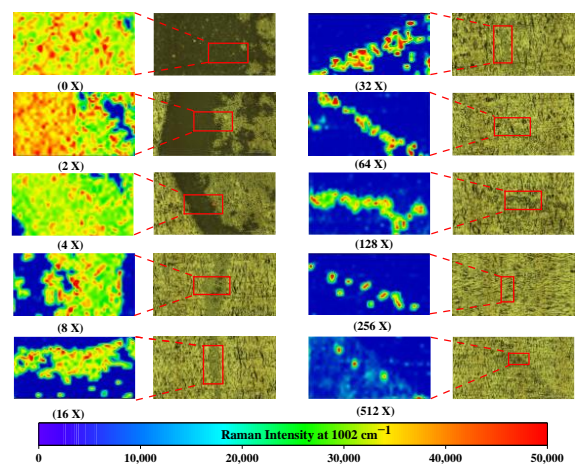 (0 X)
(32 X)
(2 X)
(64 X)
(4 X)
(128 X)
(8 X)
(256 X)
(16 X)
(512 X)
Raman Intensity at 1002 cm⁻¹
0 10,000 20,000 30,000 40,000 50,000